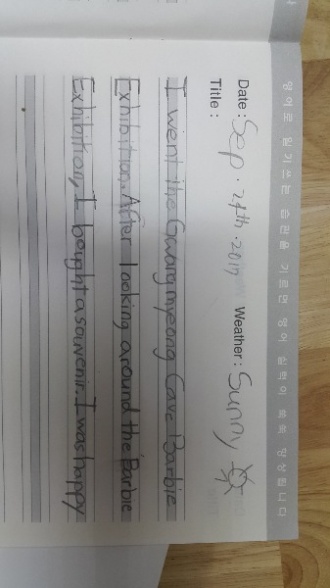 영어로 일기쓰는 습관을 기르면 영어 실력이 쑥쑥 향상됩니다
Date : Sep. 24th. 2017 Weather : Sunny
Title :
I went the Gwangmyeong Cave Barbie
Exhibition. After looking around the Barbie
Exhibition, I bought a souvenir. I was happy